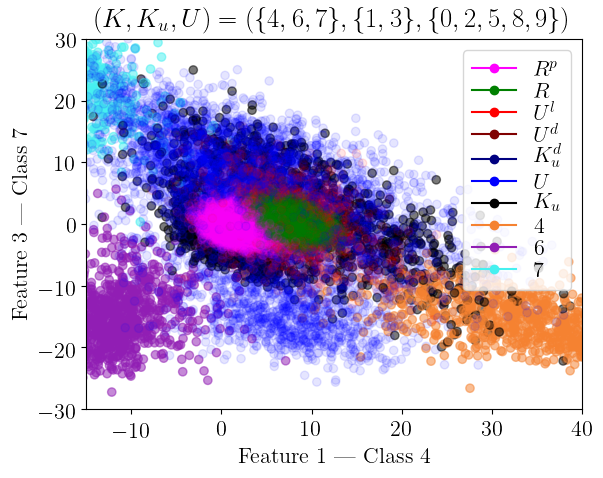 (K, K_u, U) = ({4, 6, 7}, {1, 3}, {0, 2, 5, 8, 9})
30
20
10
0
−10
−20
−30
Feature 3 — Class 7
R^p
R
U^l
U^d
K_u^d
U
K_u
4
6
7
−10
0
10
20
30
40
Feature 1 — Class 4